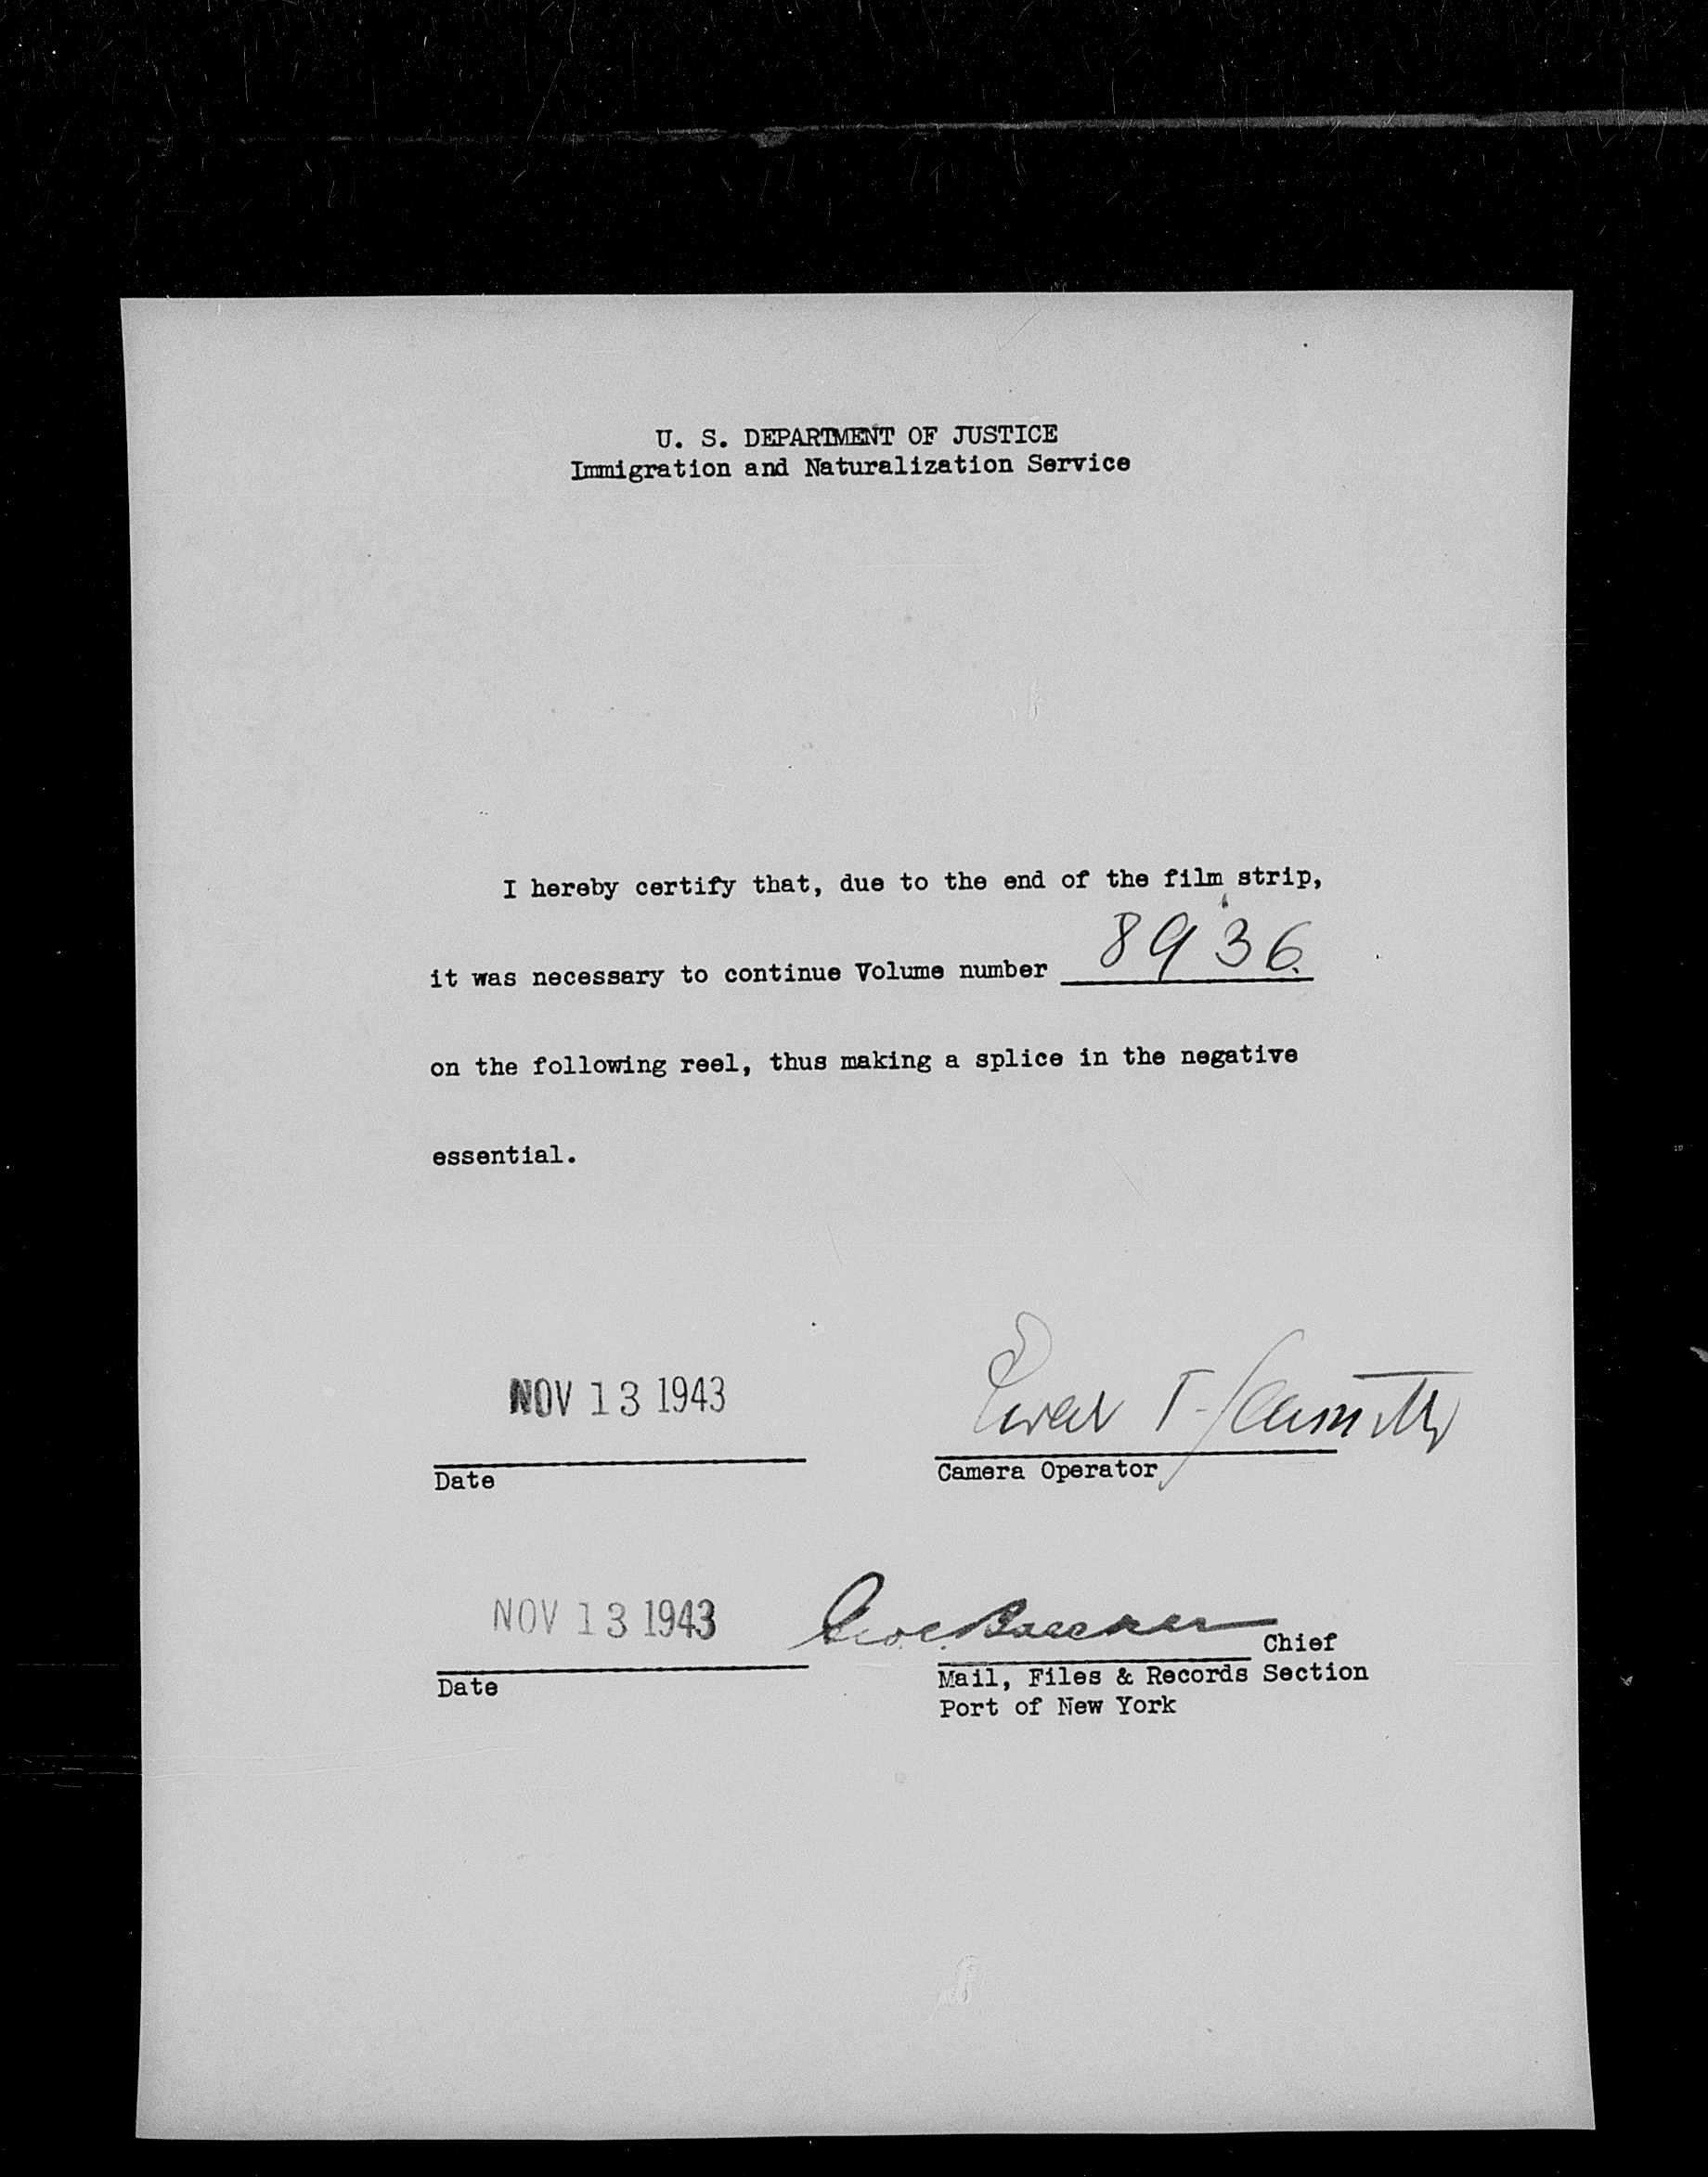 U. S. DEPARTMENT OF JUSTICE
Immigration and Naturalization Service
I hereby certify that, due to the end of the film strip,
it was necessary to continue Volume number 8936.
on the following reel, thus making a splice in the negative
essential.
NOV 13 1943
Date
Camera Operator
NOV 13 1943
Date
Chief
Mail, Files & Records Section
Port of New York